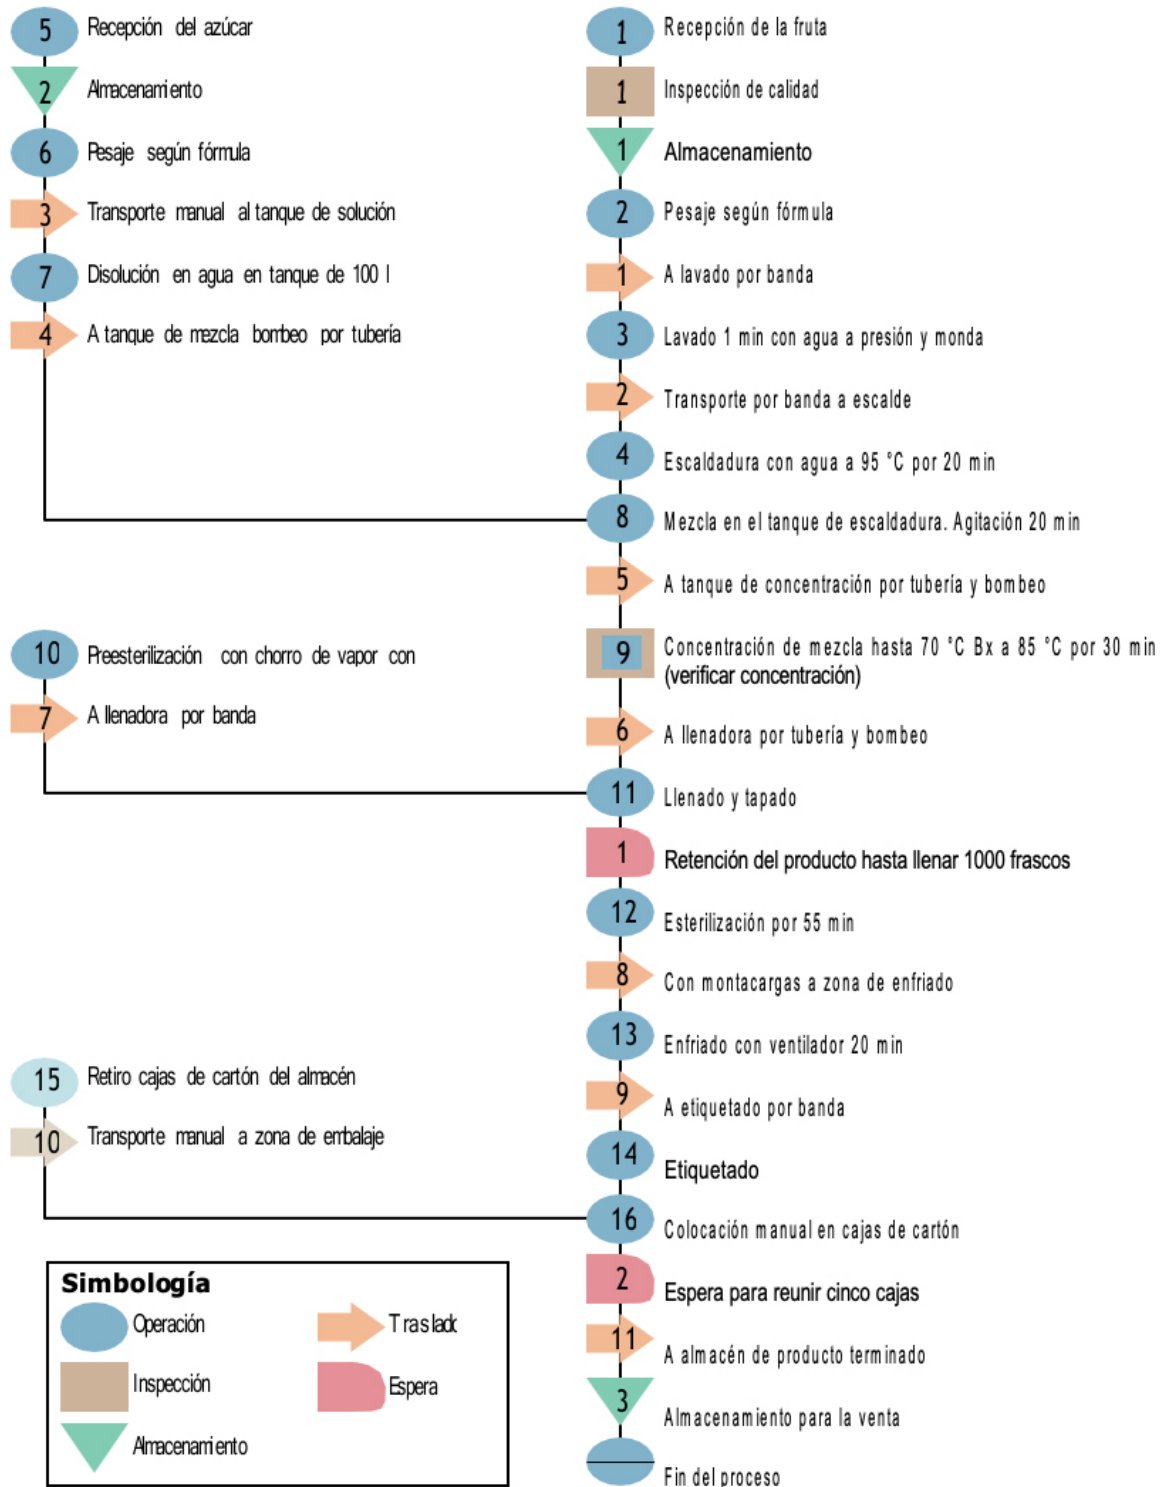 5 Recepción del azúcar
2 Almacenamiento
6 Pesaje según fórmula
3 Transporte manual al tanque de solución
7 Disolución en agua en tanque de 100 l
4 A tanque de mezcla bombeo por tubería
1 Recepción de la fruta
1 Inspección de calidad
1 Almacenamiento
2 Pesaje según fórmula
1 A lavado por banda
3 Lavado 1 min con agua a presión y monda
2 Transporte por banda a escalde
4 Escaldadura con agua a 95 °C por 20 min
8 Mezcla en el tanque de escaldadura. Agitación 20 min
5 A tanque de concentración por tubería y bombeo
9 Concentración de mezcla hasta 70 °C Bx a 85 °C por 30 min
(verificar concentración)
6 A llenadora por tubería y bombeo
10 Preesterilización con chorro de vapor con
7 A llenadora por banda
11 Llenado y tapado
1 Retención del producto hasta llenar 1000 frascos
12 Esterilización por 55 min
8 Con montacargas a zona de enfriado
13 Enfriado con ventilador 20 min
9 A etiquetado por banda
14 Etiquetado
15 Retiro cajas de cartón del almacén
10 Transporte manual a zona de embalaje
16 Colocación manual en cajas de cartón
2 Espera para reunir cinco cajas
11 A almacén de producto terminado
3 Almacenamiento para la venta
Fin del proceso
Simbología
Operación
Traslado
Inspección
Espera
Almacenamiento